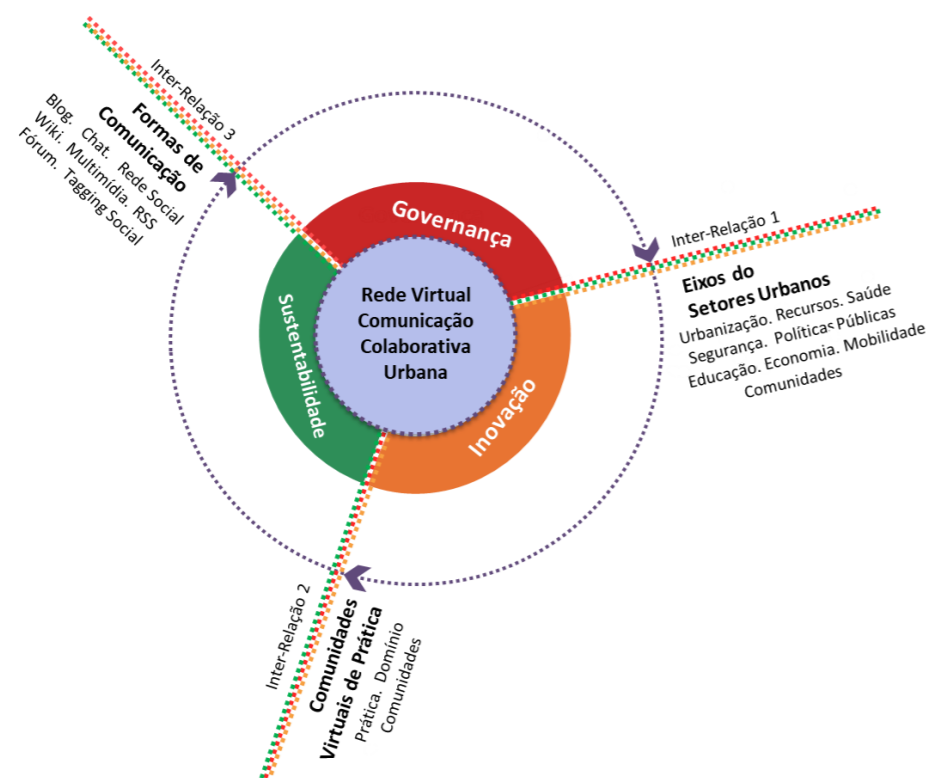 Inter-Relação 3
Formas de
Comunicação
Blog. Chat. Rede Social
Wiki. Multimídia. RSS
Fórum. Tagging Social
Governança
Sustentabilidade
Inovação
Rede Virtual
Comunicação
Colaborativa
Urbana
Inter-Relação 1
Eixos do
Setores Urbanos
Urbanização. Recursos. Saúde
Segurança. Políticas Públicas
Educação. Economia. Mobilidade
Comunidades
Inter-Relação 2
Comunidades
Virtuais de Prática
Prática. Domínio
Comunidades